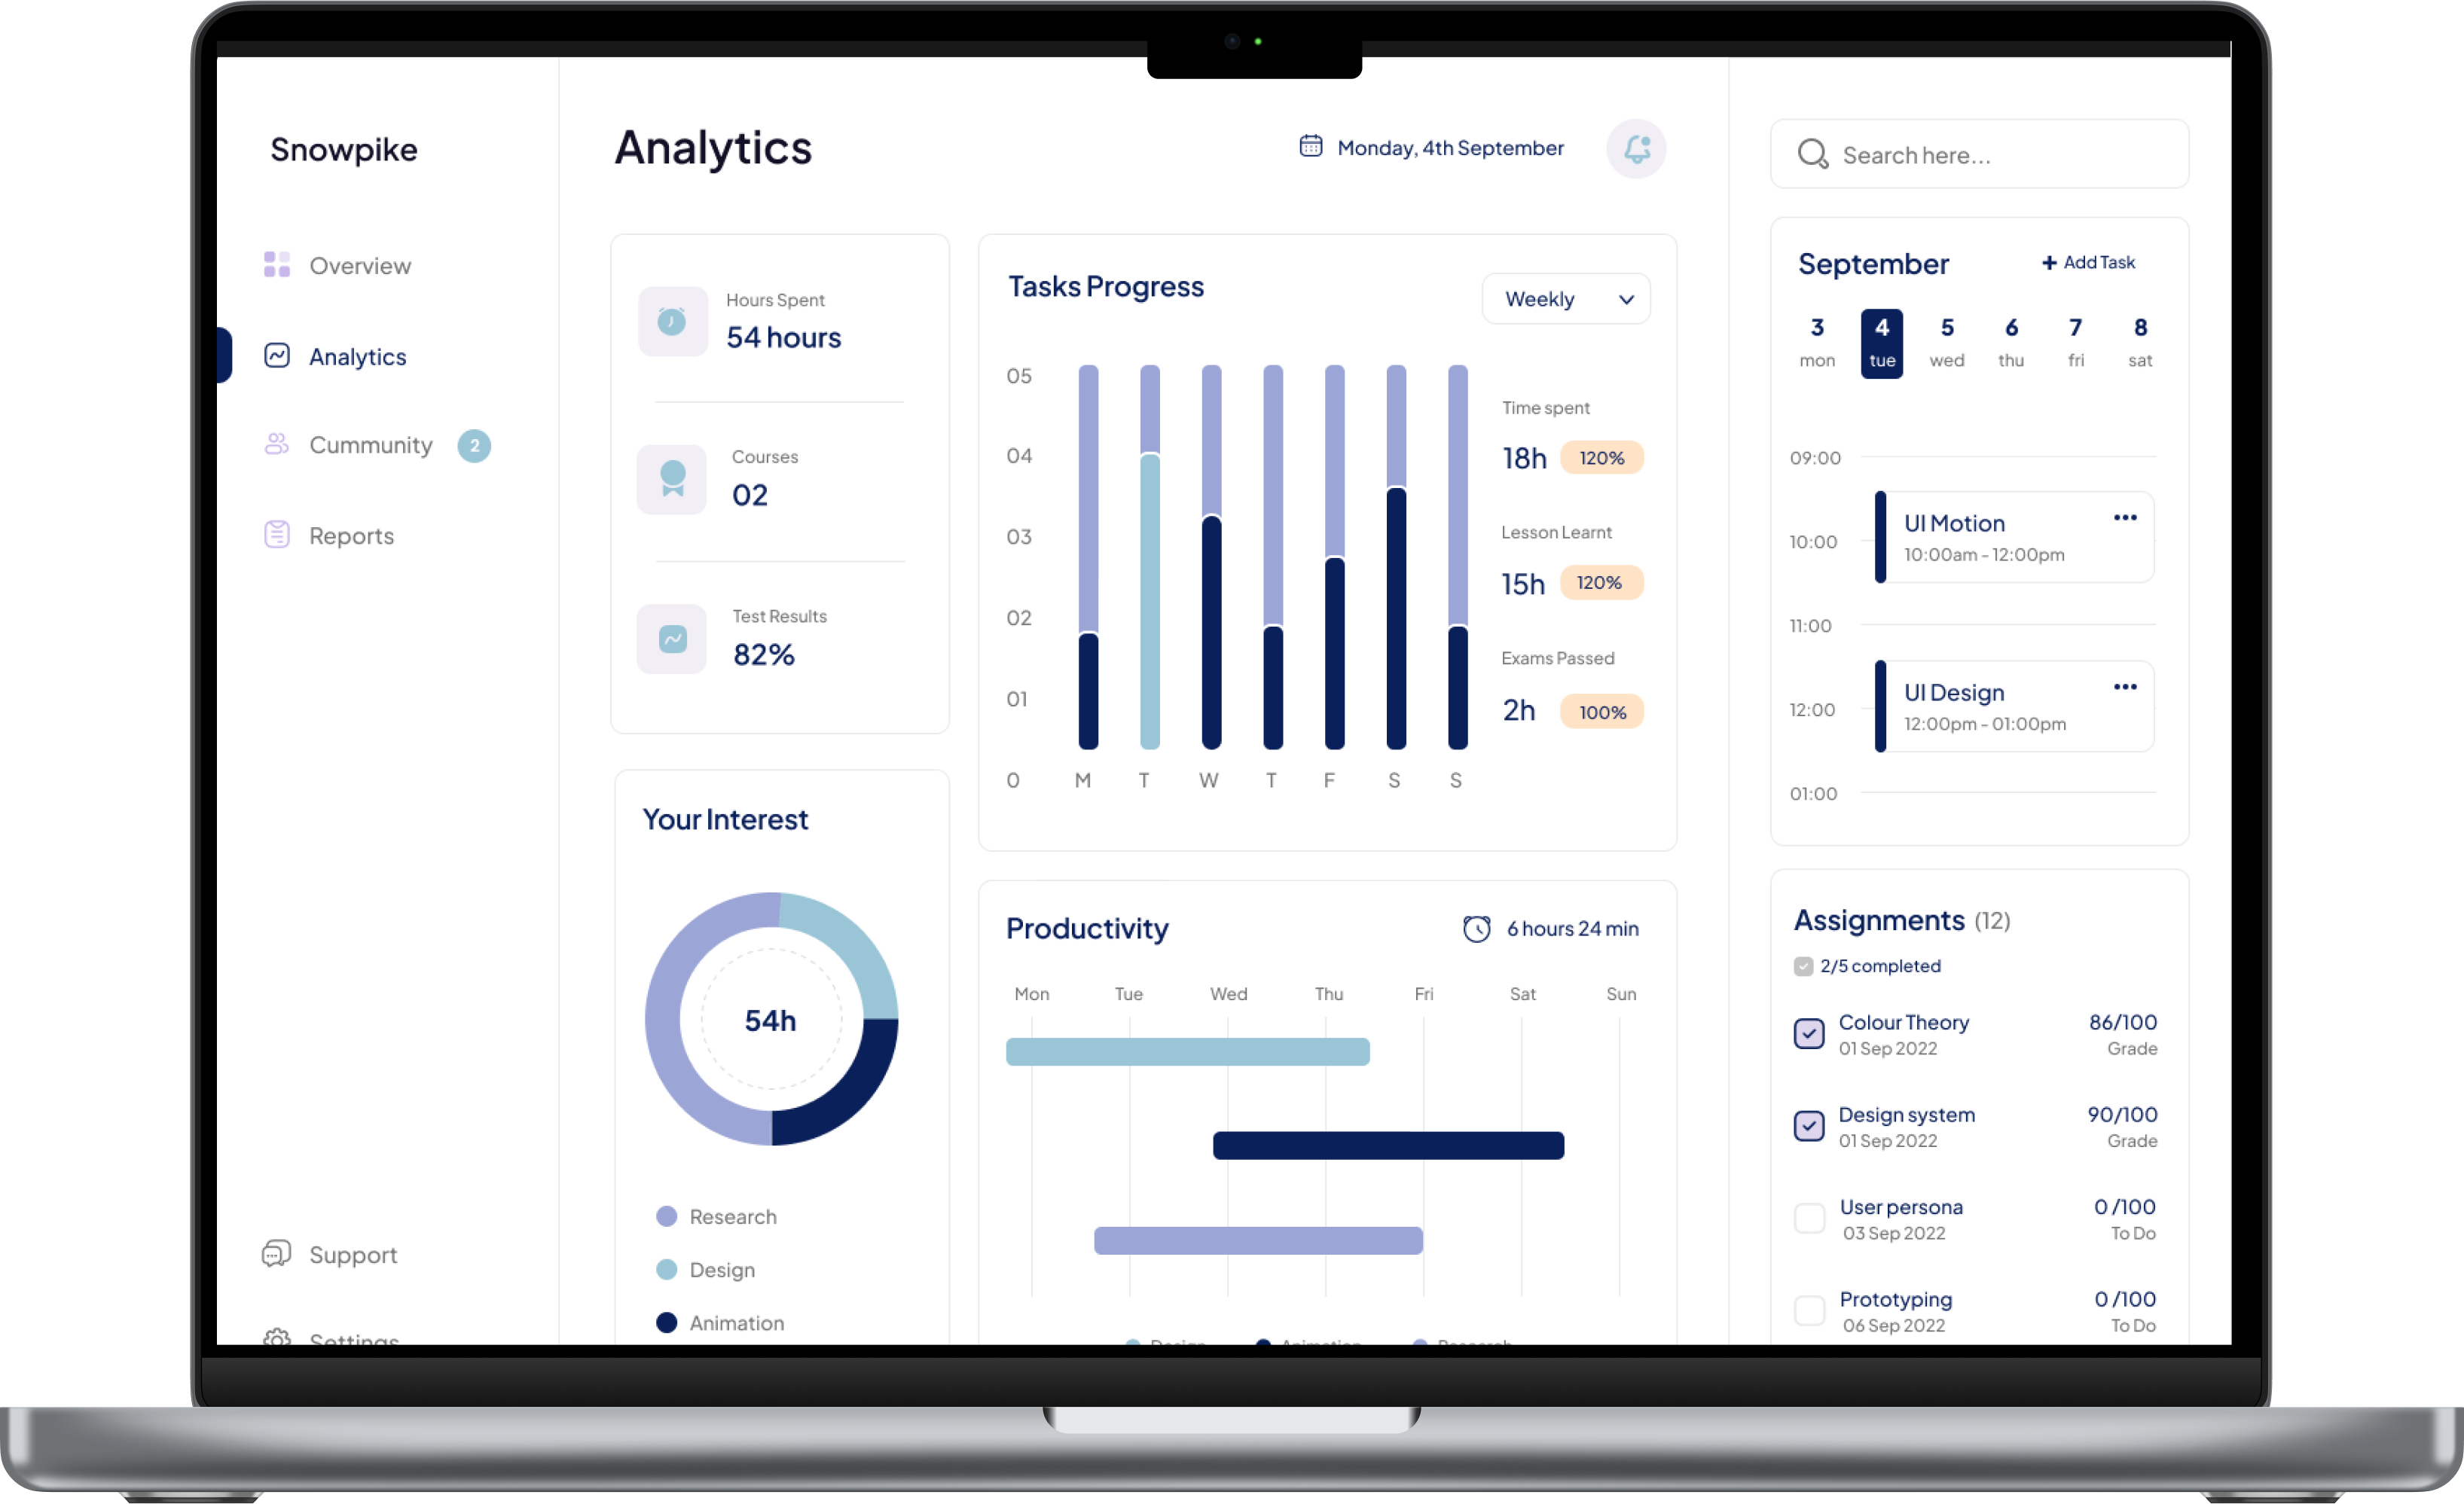 Snowpike
Overview
Analytics
Cummunity 2
Reports
Support
Settings
Analytics
Monday, 4th September
Hours Spent
54 hours
Courses
02
Test Results
82%
Your Interest
54h
Research
Design
Animation
Tasks Progress
Weekly
05
04
03
02
01
0 M T W T F S S
Time spent
18h 120%
Lesson Learnt
15h 120%
Exams Passed
2h 100%
Productivity
6 hours 24 min
Mon Tue Wed Thu Fri Sat Sun
Design Animation Research
Search here...
September
+ Add Task
3 4 5 6 7 8
mon tue wed thu fri sat
09:00
UI Motion
10:00
10:00am - 12:00pm
11:00
UI Design
12:00
12:00pm - 01:00pm
01:00
Assignments (12)
2/5 completed
Colour Theory 86/100
01 Sep 2022 Grade
Design system 90/100
01 Sep 2022 Grade
User persona 0 /100
03 Sep 2022 To Do
Prototyping 0 /100
06 Sep 2022 To Do